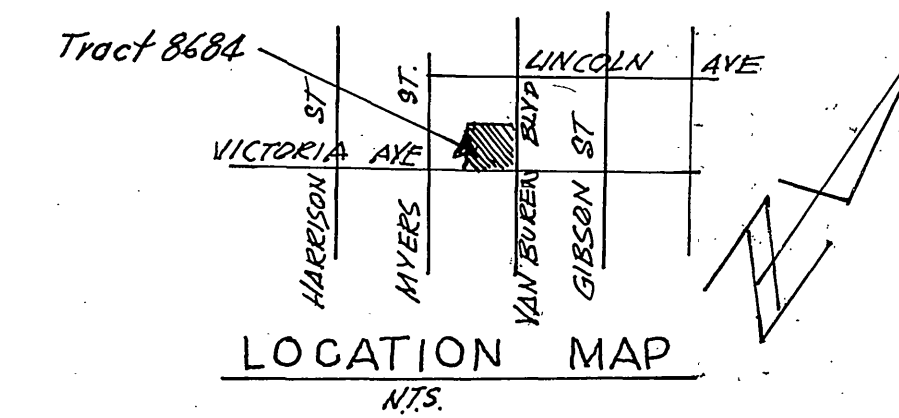 Tract 8684
LINCOLN AVE
HARRISON ST
MYERS ST.
VAN BUREN BLVD
GIBSON ST
VICTORIA AVE
N
LOCATION MAP
N.T.S.